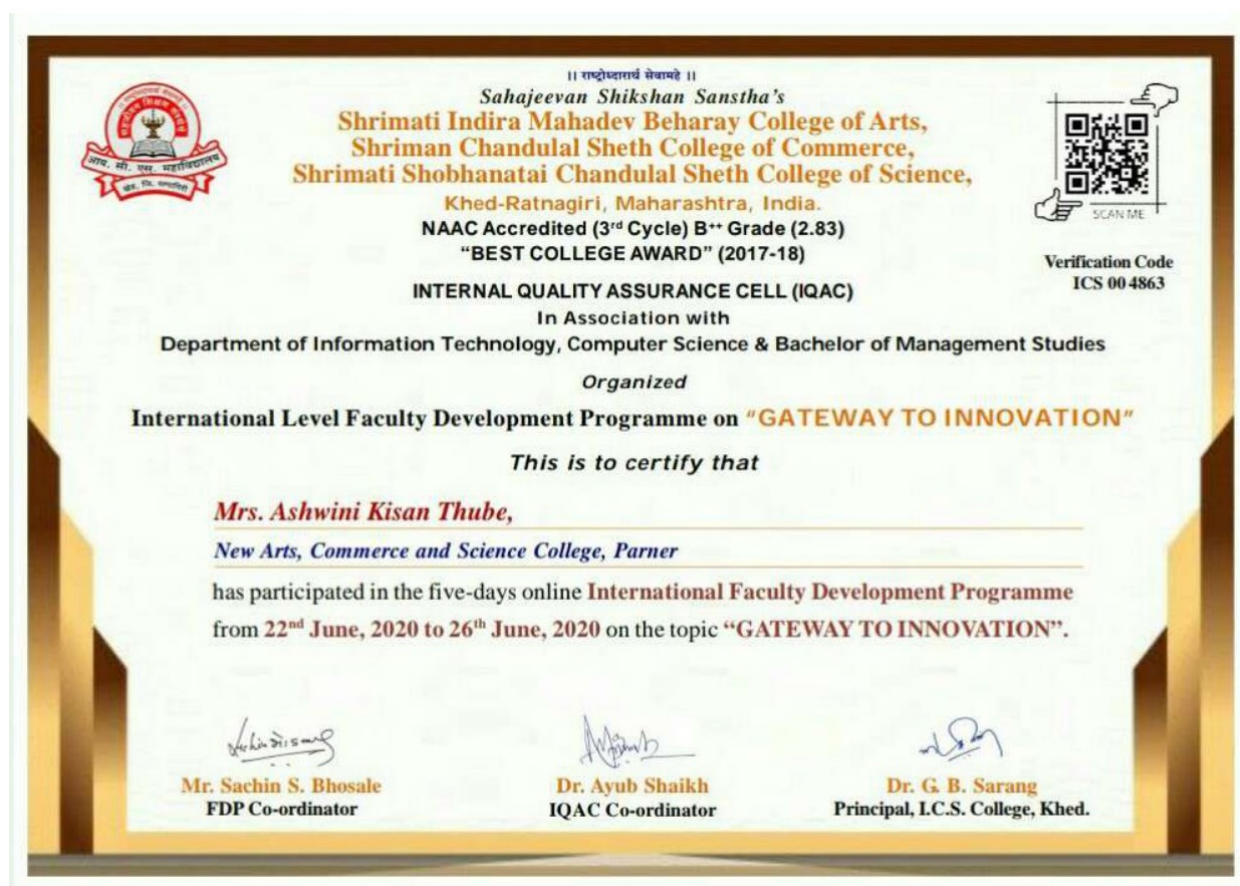 ।। राष्ट्रोध्दारार्थ सेवामहे ।।
Sahajeevan Shikshan Sanstha's
Shrimati Indira Mahadev Beharay College of Arts,
Shriman Chandulal Sheth College of Commerce,
Shrimati Shobhanatai Chandulal Sheth College of Science,
Khed-Ratnagiri, Maharashtra, India.
NAAC Accredited (3rd Cycle) B++ Grade (2.83)
“BEST COLLEGE AWARD” (2017-18)
आय. सी. एस. महाविद्यालय
SCAN ME
Verification Code
ICS 00 4863
INTERNAL QUALITY ASSURANCE CELL (IQAC)
In Association with
Department of Information Technology, Computer Science & Bachelor of Management Studies
Organized
International Level Faculty Development Programme on “GATEWAY TO INNOVATION”
This is to certify that
Mrs. Ashwini Kisan Thube,
New Arts, Commerce and Science College, Parner
has participated in the five-days online International Faculty Development Programme
from 22nd June, 2020 to 26th June, 2020 on the topic “GATEWAY TO INNOVATION”.
Mr. Sachin S. Bhosale
FDP Co-ordinator
Dr. Ayub Shaikh
IQAC Co-ordinator
Dr. G. B. Sarang
Principal, I.C.S. College, Khed.